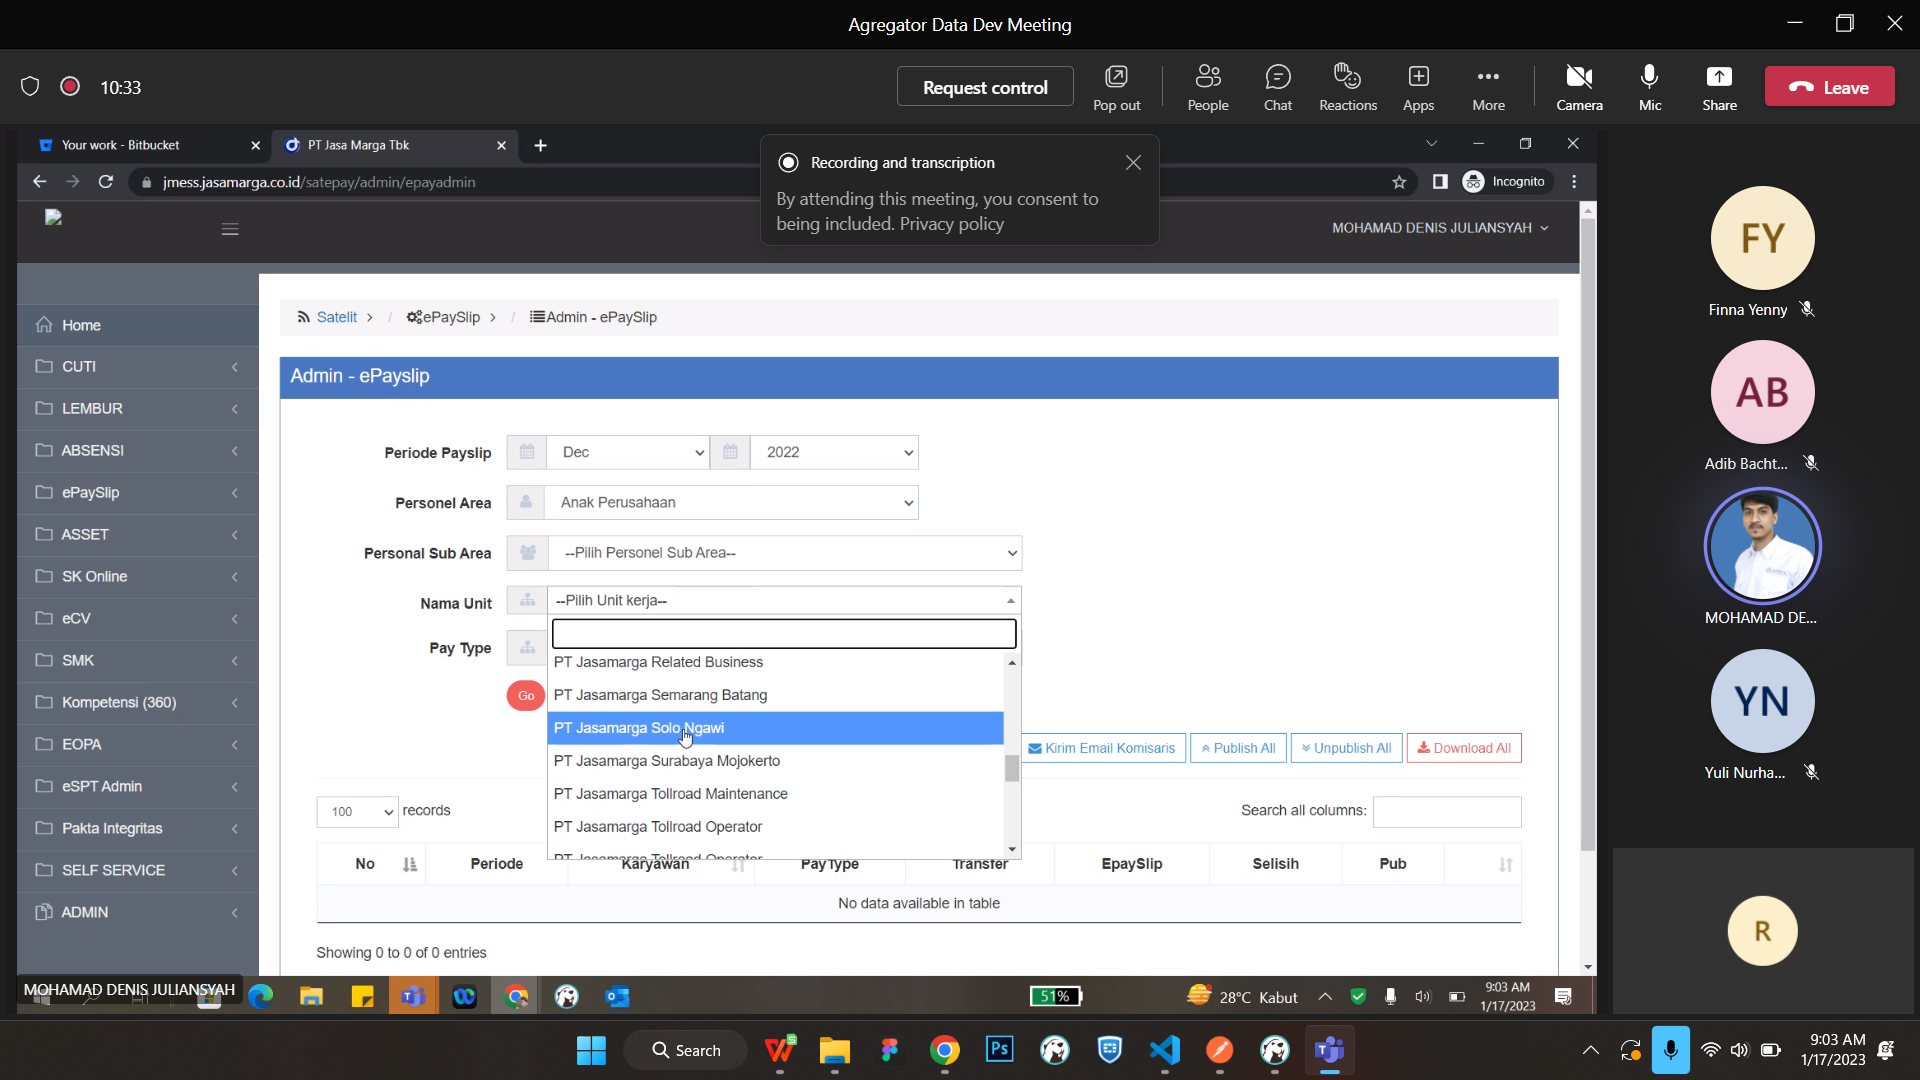 Agregator Data Dev Meeting
10:33
Request control
Pop out
People
Chat
Reactions
Apps
More
Camera
Mic
Share
Leave
Your work - Bitbucket
PT Jasa Marga Tbk
jmess.jasamarga.co.id/satepay/admin/epayadmin
Incognito
Recording and transcription
By attending this meeting, you consent to
being included. Privacy policy
MOHAMAD DENIS JULIANSYAH
Home
CUTI
LEMBUR
ABSENSI
ePaySlip
ASSET
SK Online
eCV
SMK
Kompetensi (360)
EOPA
eSPT Admin
Pakta Integritas
SELF SERVICE
ADMIN
Satelit > / ePaySlip > / Admin - ePaySlip
Admin - ePayslip
Periode Payslip Dec 2022
Personel Area Anak Perusahaan
Personal Sub Area --Pilih Personel Sub Area--
Nama Unit --Pilih Unit kerja--
Pay Type
PT Jasamarga Related Business
PT Jasamarga Semarang Batang
PT Jasamarga Solo Ngawi
PT Jasamarga Surabaya Mojokerto
PT Jasamarga Tollroad Maintenance
PT Jasamarga Tollroad Operator
PT Jasamarga Tollroad Operator
Go
Kirim Email Komisaris
Publish All
Unpublish All
Download All
100 records
Search all columns:
No Periode Karyawan PayType Transfer EpaySlip Selisih Pub
No data available in table
Showing 0 to 0 of 0 entries
FY
Finna Yenny
AB
Adib Bacht...
MOHAMAD DE...
YN
Yuli Nurha...
R
MOHAMAD DENIS JULIANSYAH
51%
28°C Kabut
9:03 AM
1/17/2023
Search
Ps
9:03 AM
1/17/2023